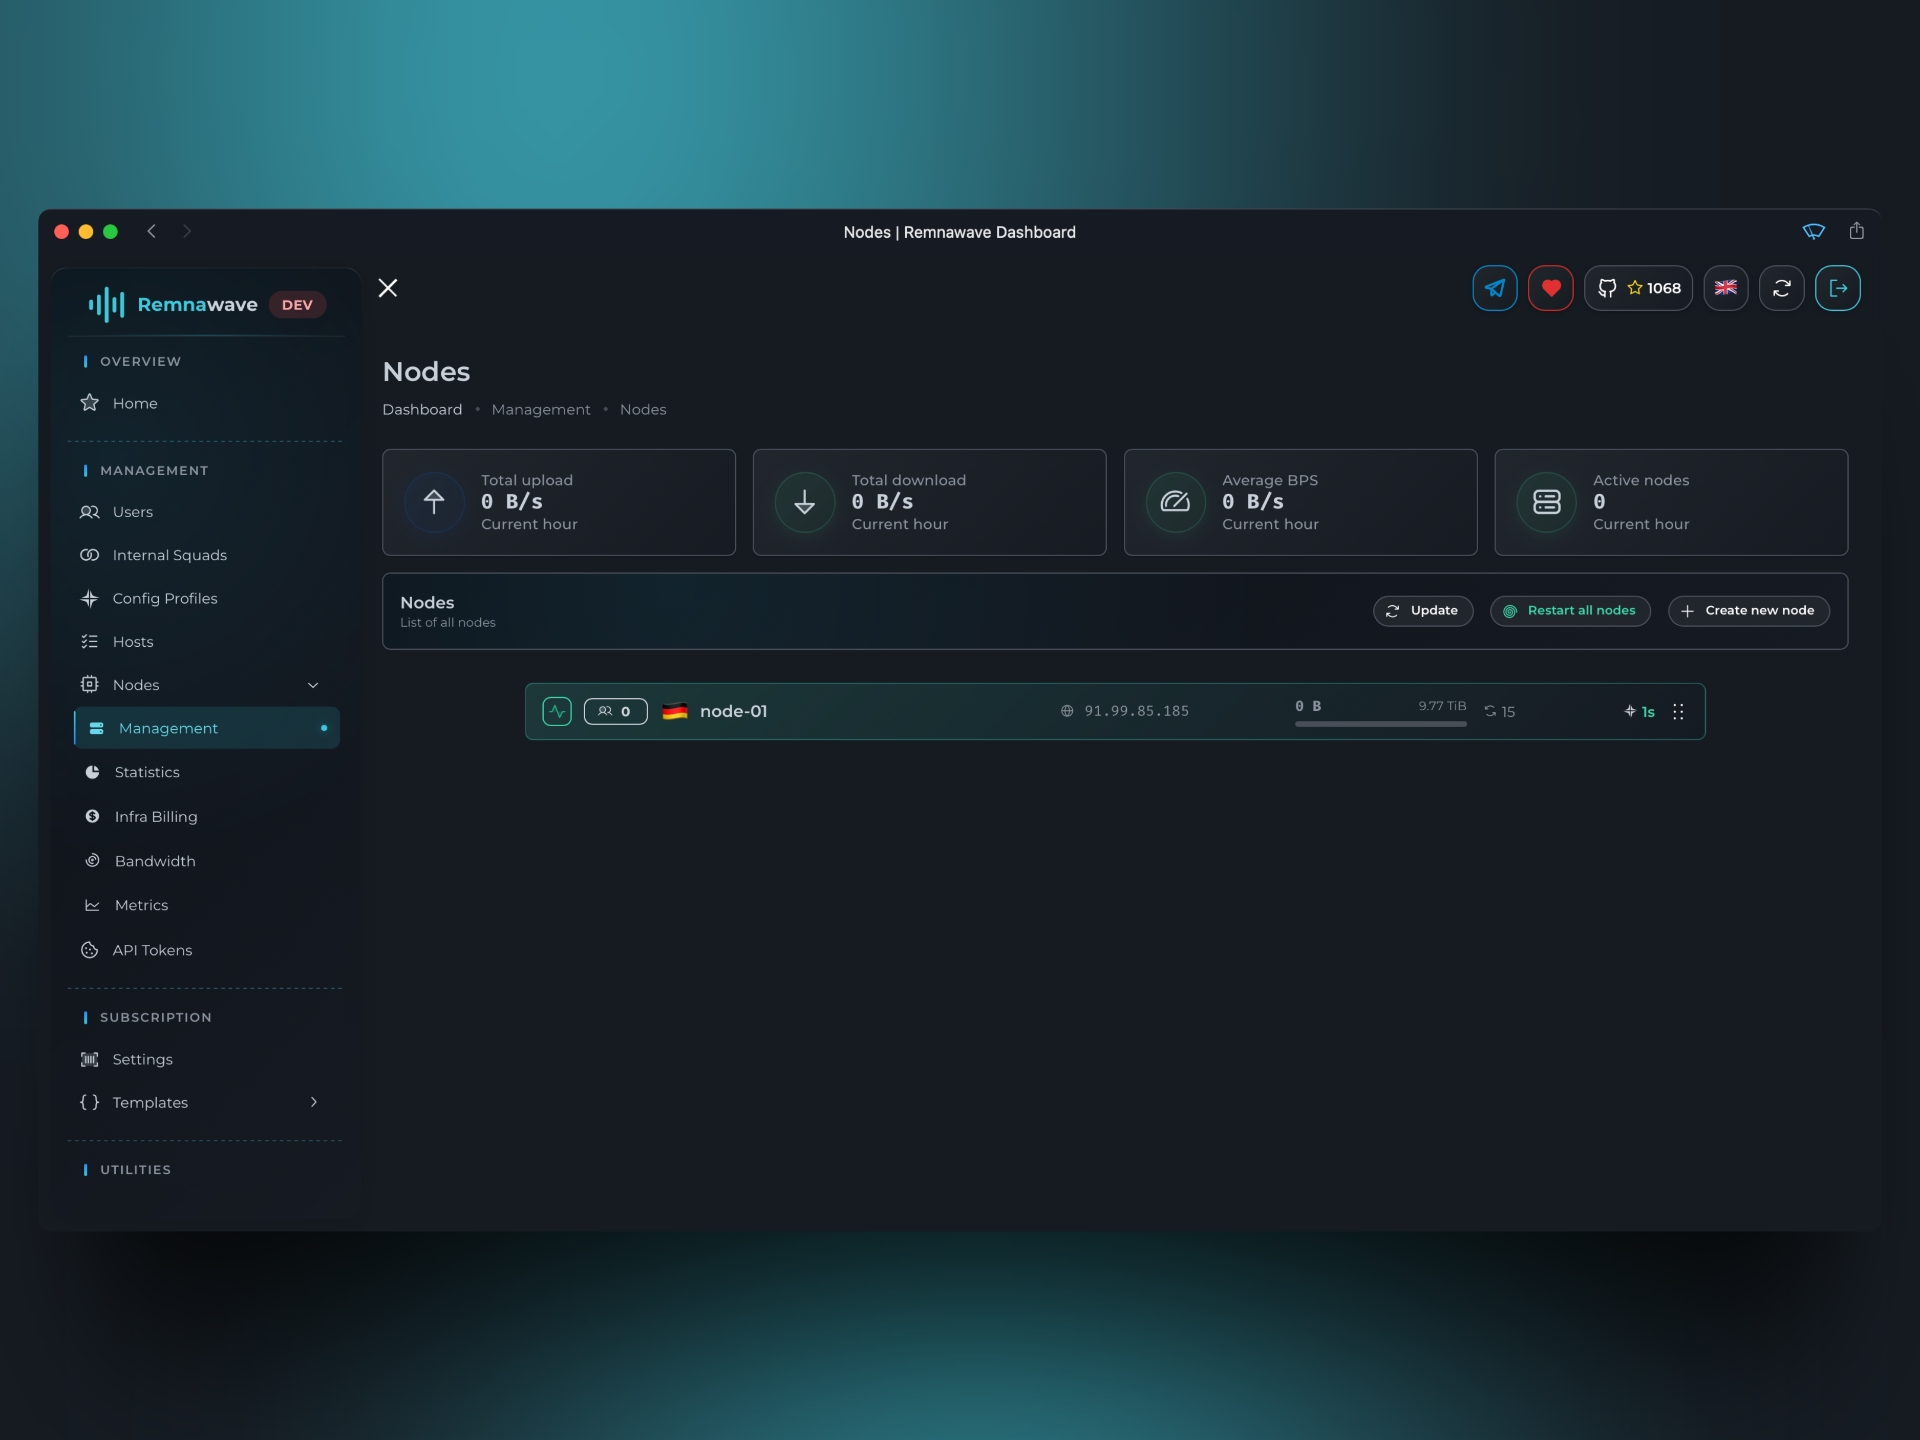 Nodes | Remnawave Dashboard
Remnawave DEV
1068
OVERVIEW
Home
MANAGEMENT
Users
Internal Squads
Config Profiles
Hosts
Nodes
Management
Statistics
Infra Billing
Bandwidth
Metrics
API Tokens
SUBSCRIPTION
Settings
Templates
UTILITIES
Nodes
Dashboard • Management • Nodes
Total upload
0 B/s
Current hour
Total download
0 B/s
Current hour
Average BPS
0 B/s
Current hour
Active nodes
0
Current hour
Nodes
List of all nodes
Update
Restart all nodes
Create new node
0 node-01 91.99.85.185 0 B 9.77 TiB 15 1s